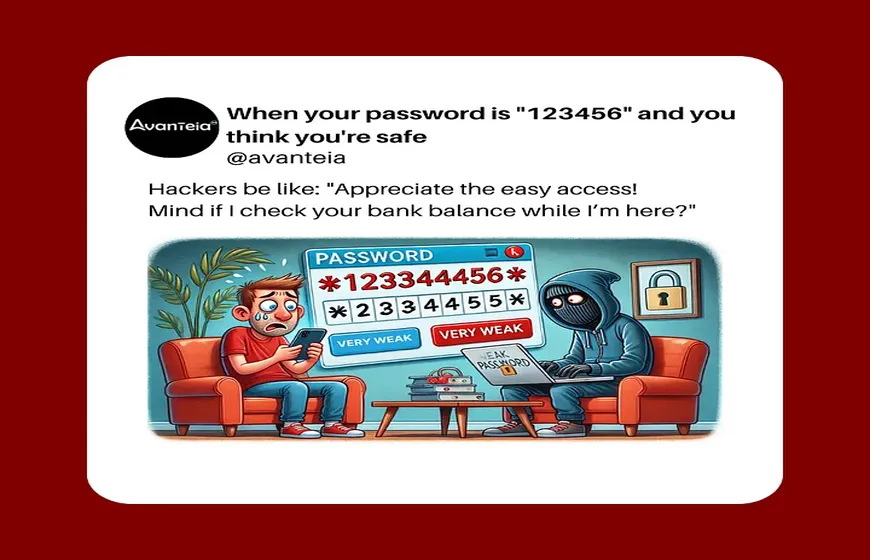 Avanteia
When your password is "123456" and you
think you're safe
@avanteia
Hackers be like: "Appreciate the easy access!
Mind if I check your bank balance while I’m here?"
PASSWORD
*123344456*
*2334455*
VERY WEAK
VERY WEAK
WEAK
PASSWORD